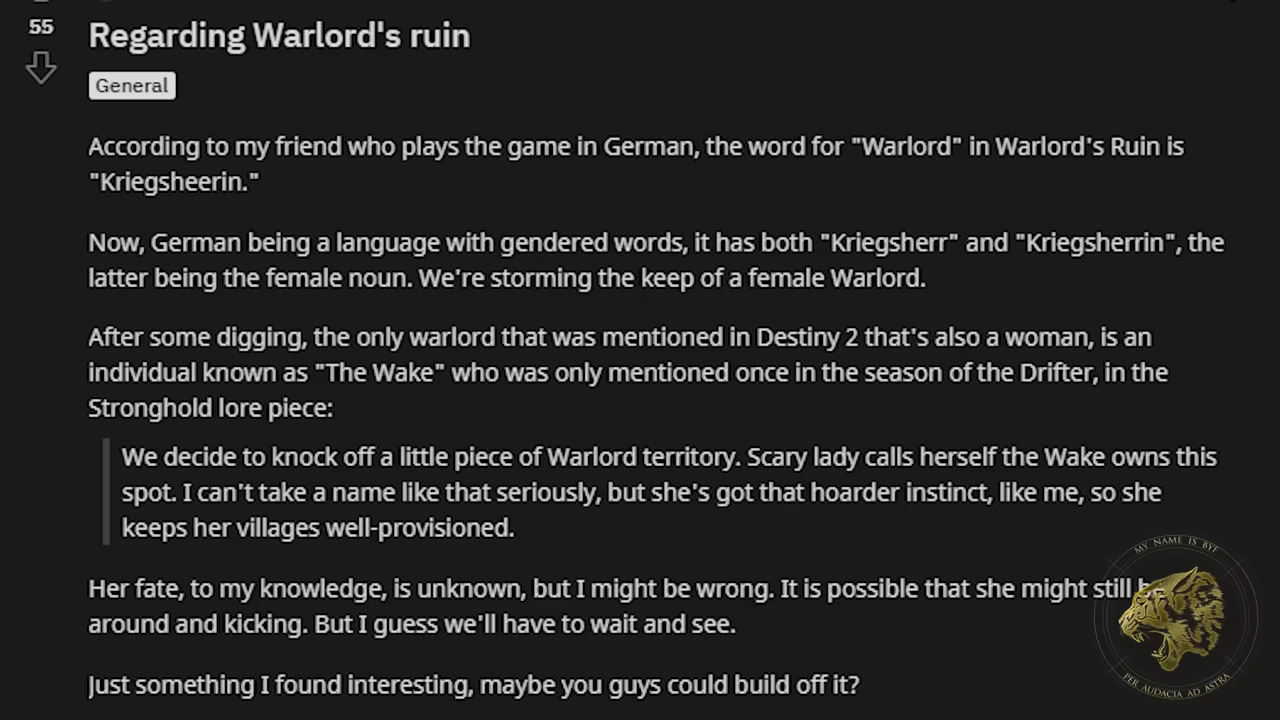 55
Regarding Warlord's ruin
General
According to my friend who plays the game in German, the word for "Warlord" in Warlord's Ruin is
"Kriegsheerin."
Now, German being a language with gendered words, it has both "Kriegsherr" and "Kriegsherrin", the
latter being the female noun. We're storming the keep of a female Warlord.
After some digging, the only warlord that was mentioned in Destiny 2 that's also a woman, is an
individual known as "The Wake" who was only mentioned once in the season of the Drifter, in the
Stronghold lore piece:
We decide to knock off a little piece of Warlord territory. Scary lady calls herself the Wake owns this
spot. I can't take a name like that seriously, but she's got that hoarder instinct, like me, so she
keeps her villages well-provisioned.
Her fate, to my knowledge, is unknown, but I might be wrong. It is possible that she might still
around and kicking. But I guess we'll have to wait and see.
Just something I found interesting, maybe you guys could build off it?
MY NAME IS BYF
PER AUDACIA AD ASTRA